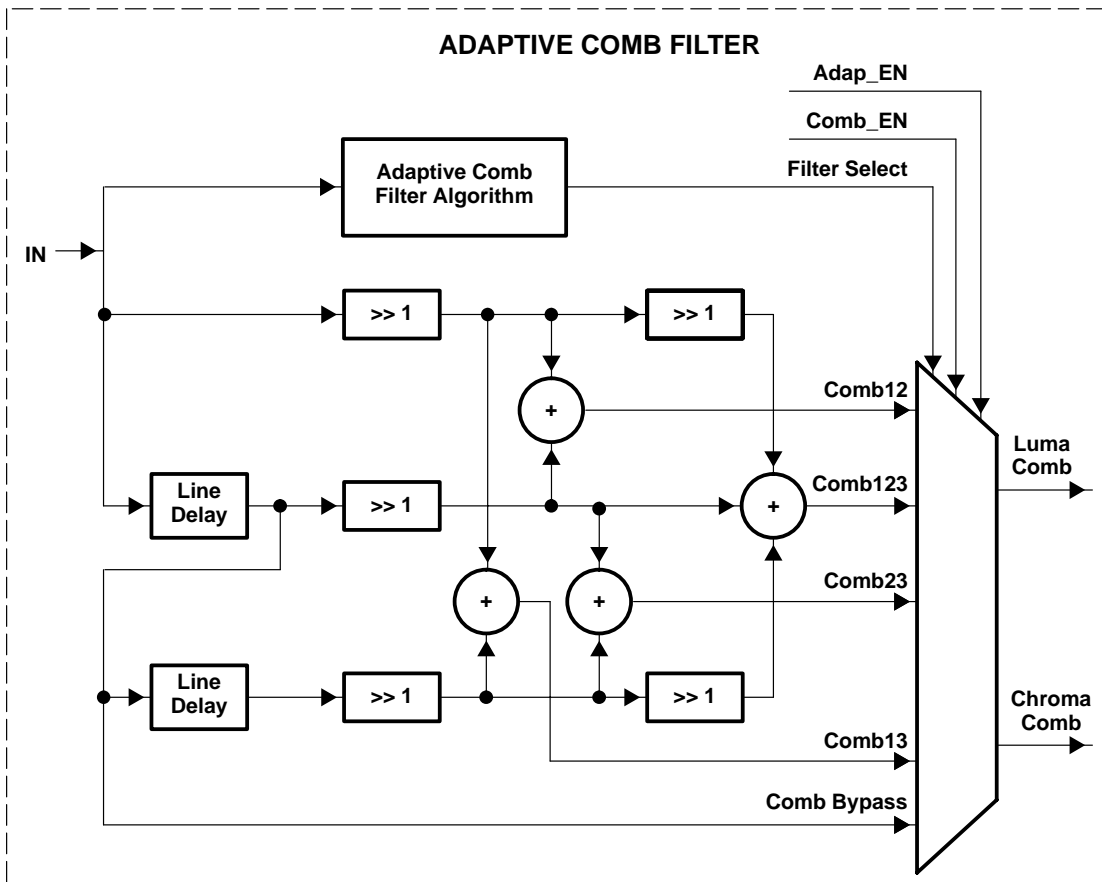 ADAPTIVE COMB FILTER
Adap_EN
Comb_EN
Filter Select
Adaptive Comb
Filter Algorithm
IN
>> 1
>> 1
+
Comb12
Luma
Comb
Line
Delay
>> 1
+
Comb123
+
+
Comb23
Line
Delay
>> 1
>> 1
Chroma
Comb
Comb13
Comb Bypass